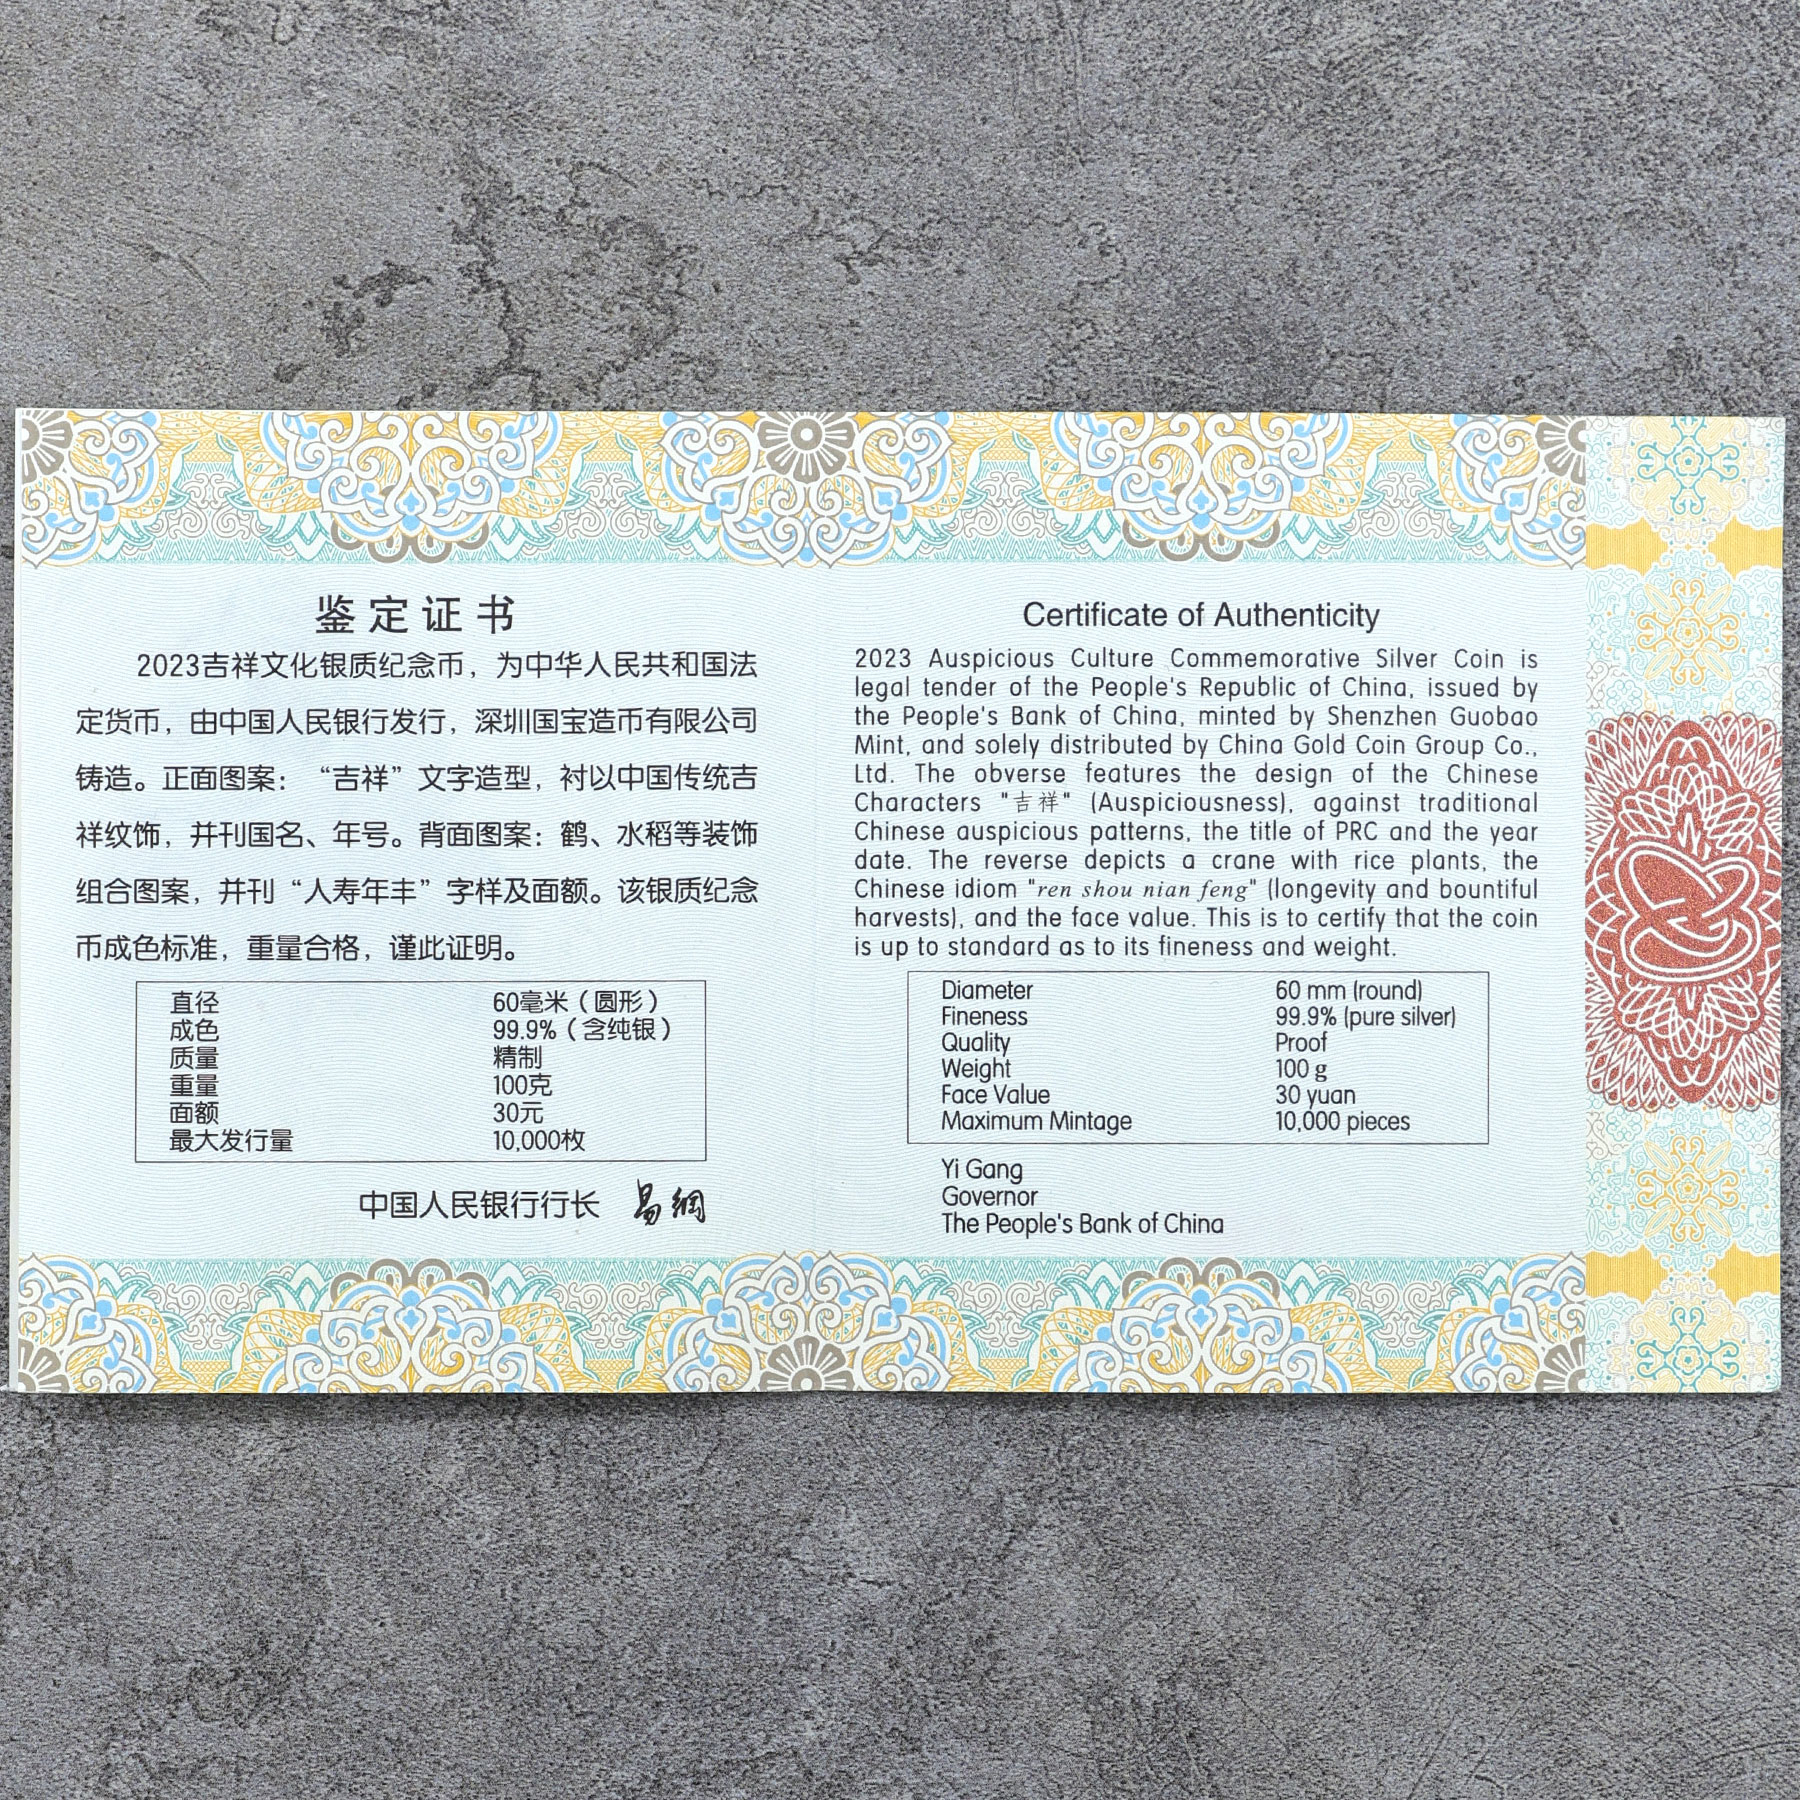 鉴定证书
2023吉祥文化银质纪念币，为中华人民共和国法
定货币，由中国人民银行发行，深圳国宝造币有限公司
铸造。正面图案：“吉祥”文字造型，衬以中国传统吉
祥纹饰，并刊国名、年号。背面图案：鹤、水稻等装饰
组合图案，并刊“人寿年丰”字样及面额。该银质纪念
币成色标准，重量合格，谨此证明。
直径 60毫米（圆形）
成色 99.9%（含纯银）
质量 精制
重量 100克
面额 30元
最大发行量 10,000枚
中国人民银行行长 易纲
Certificate of Authenticity
2023 Auspicious Culture Commemorative Silver Coin is
legal tender of the People's Republic of China, issued by
the People's Bank of China, minted by Shenzhen Guobao
Mint, and solely distributed by China Gold Coin Group Co.,
Ltd. The obverse features the design of the Chinese
Characters "吉祥" (Auspiciousness), against traditional
Chinese auspicious patterns, the title of PRC and the year
date. The reverse depicts a crane with rice plants, the
Chinese idiom "ren shou nian feng" (longevity and bountiful
harvests), and the face value. This is to certify that the coin
is up to standard as to its fineness and weight.
Diameter 60 mm (round)
Fineness 99.9% (pure silver)
Quality Proof
Weight 100 g
Face Value 30 yuan
Maximum Mintage 10,000 pieces
Yi Gang
Governor
The People's Bank of China